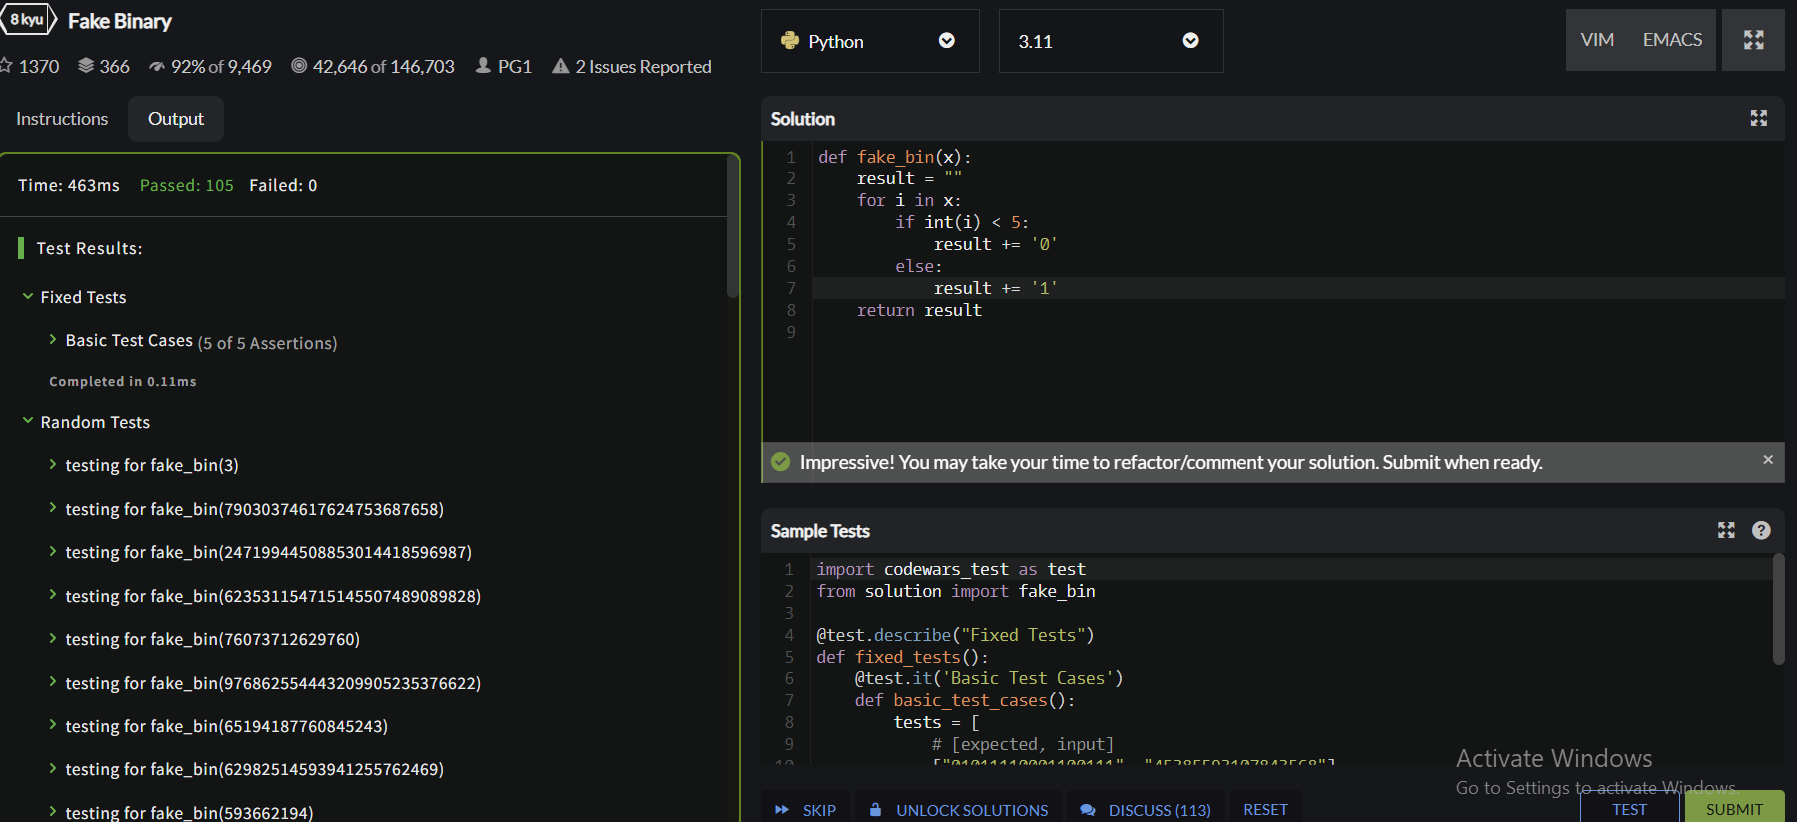 8 kyu Fake Binary
1370 366 92% of 9,469 42,646 of 146,703 PG1 2 Issues Reported
Instructions Output
Time: 463ms Passed: 105 Failed: 0
Test Results:
Fixed Tests
Basic Test Cases (5 of 5 Assertions)
Completed in 0.11ms
Random Tests
testing for fake_bin(3)
testing for fake_bin(79030374617624753687658)
testing for fake_bin(24719944508853014418596987)
testing for fake_bin(623531154715145507489089828)
testing for fake_bin(76073712629760)
testing for fake_bin(976862554443209905235376622)
testing for fake_bin(65194187760845243)
testing for fake_bin(62982514593941255762469)
testing for fake_bin(593662194)
Python 3.11 VIM EMACS
Solution
1 def fake_bin(x):
2     result = ""
3     for i in x:
4         if int(i) < 5:
5             result += '0'
6         else:
7             result += '1'
8     return result
9
Impressive! You may take your time to refactor/comment your solution. Submit when ready. ×
Sample Tests ?
1 import codewars_test as test
2 from solution import fake_bin
3
4 @test.describe("Fixed Tests")
5 def fixed_tests():
6     @test.it('Basic Test Cases')
7     def basic_test_cases():
8         tests = [
9             # [expected, input]
10             ["01011110001100111", "45385593107843568"]
Activate Windows
Go to Settings to activate Windows.
SKIP UNLOCK SOLUTIONS DISCUSS (113) RESET TEST SUBMIT